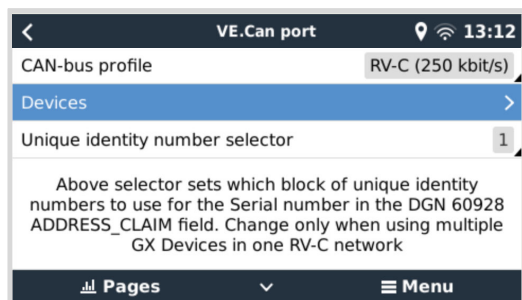 VE.Can port
13:12
CAN-bus profile
RV-C (250 kbit/s)
Devices
Unique identity number selector
1
Above selector sets which block of unique identity
numbers to use for the Serial number in the DGN 60928
ADDRESS_CLAIM field. Change only when using multiple
GX Devices in one RV-C network
Pages
Menu